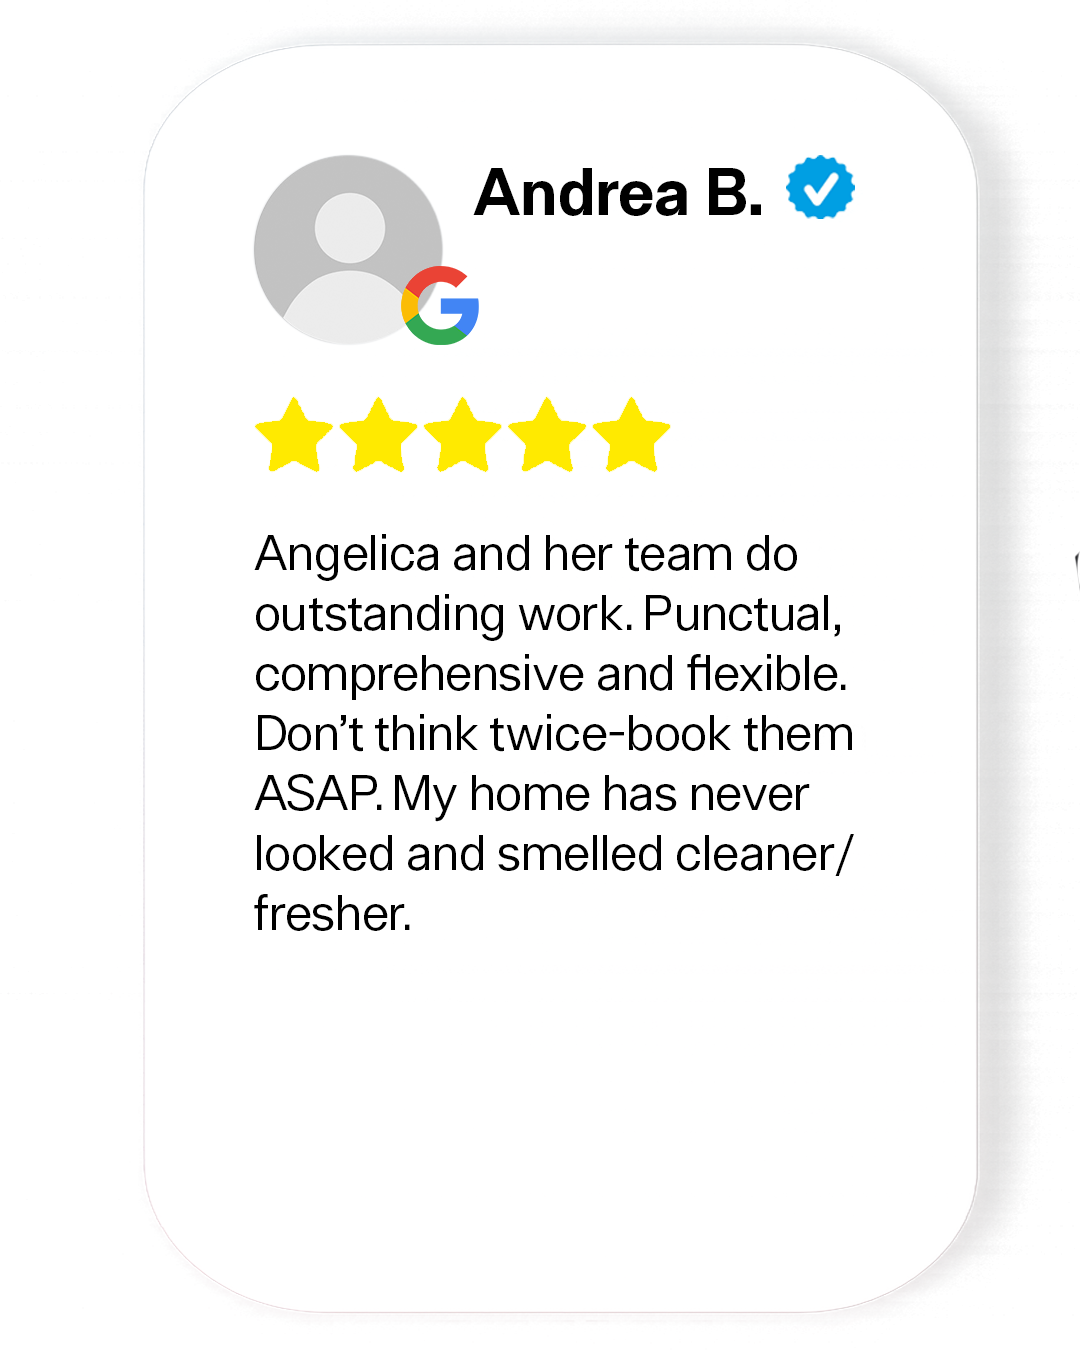 Andrea B.
Angelica and her team do
outstanding work. Punctual,
comprehensive and flexible.
Don’t think twice-book them
ASAP. My home has never
looked and smelled cleaner/
fresher.